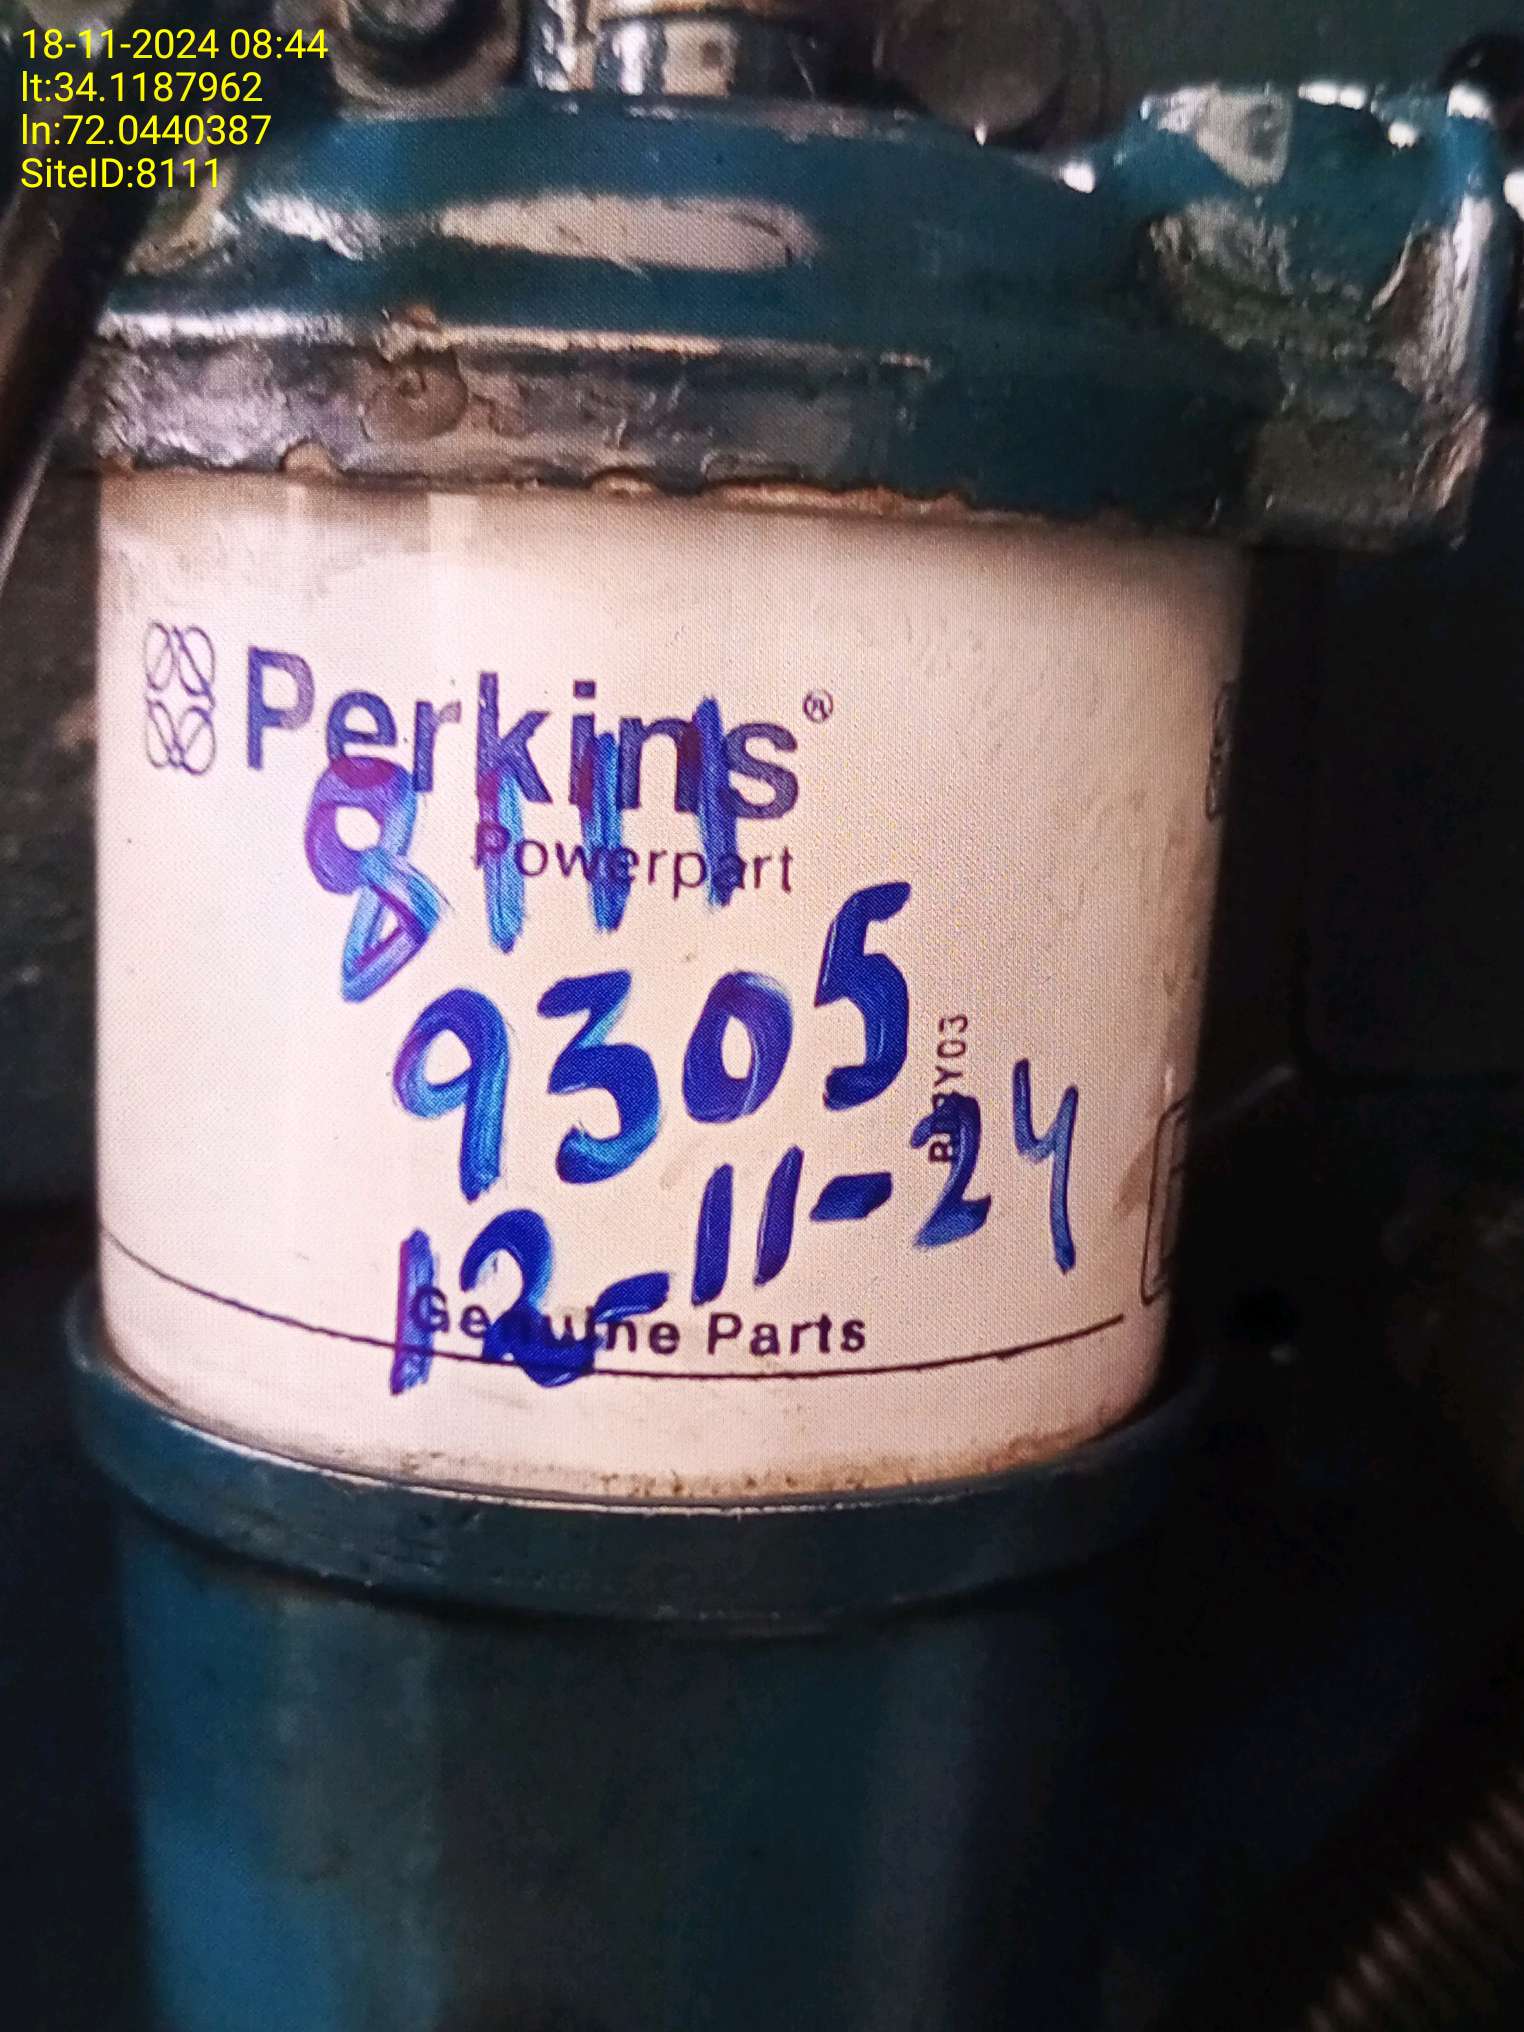 18-11-2024 08:44
lt:34.1187962
ln:72.0440387
SiteID:8111
Perkins®
8111
Powerpart
9305
12-11-24
Genuine Parts